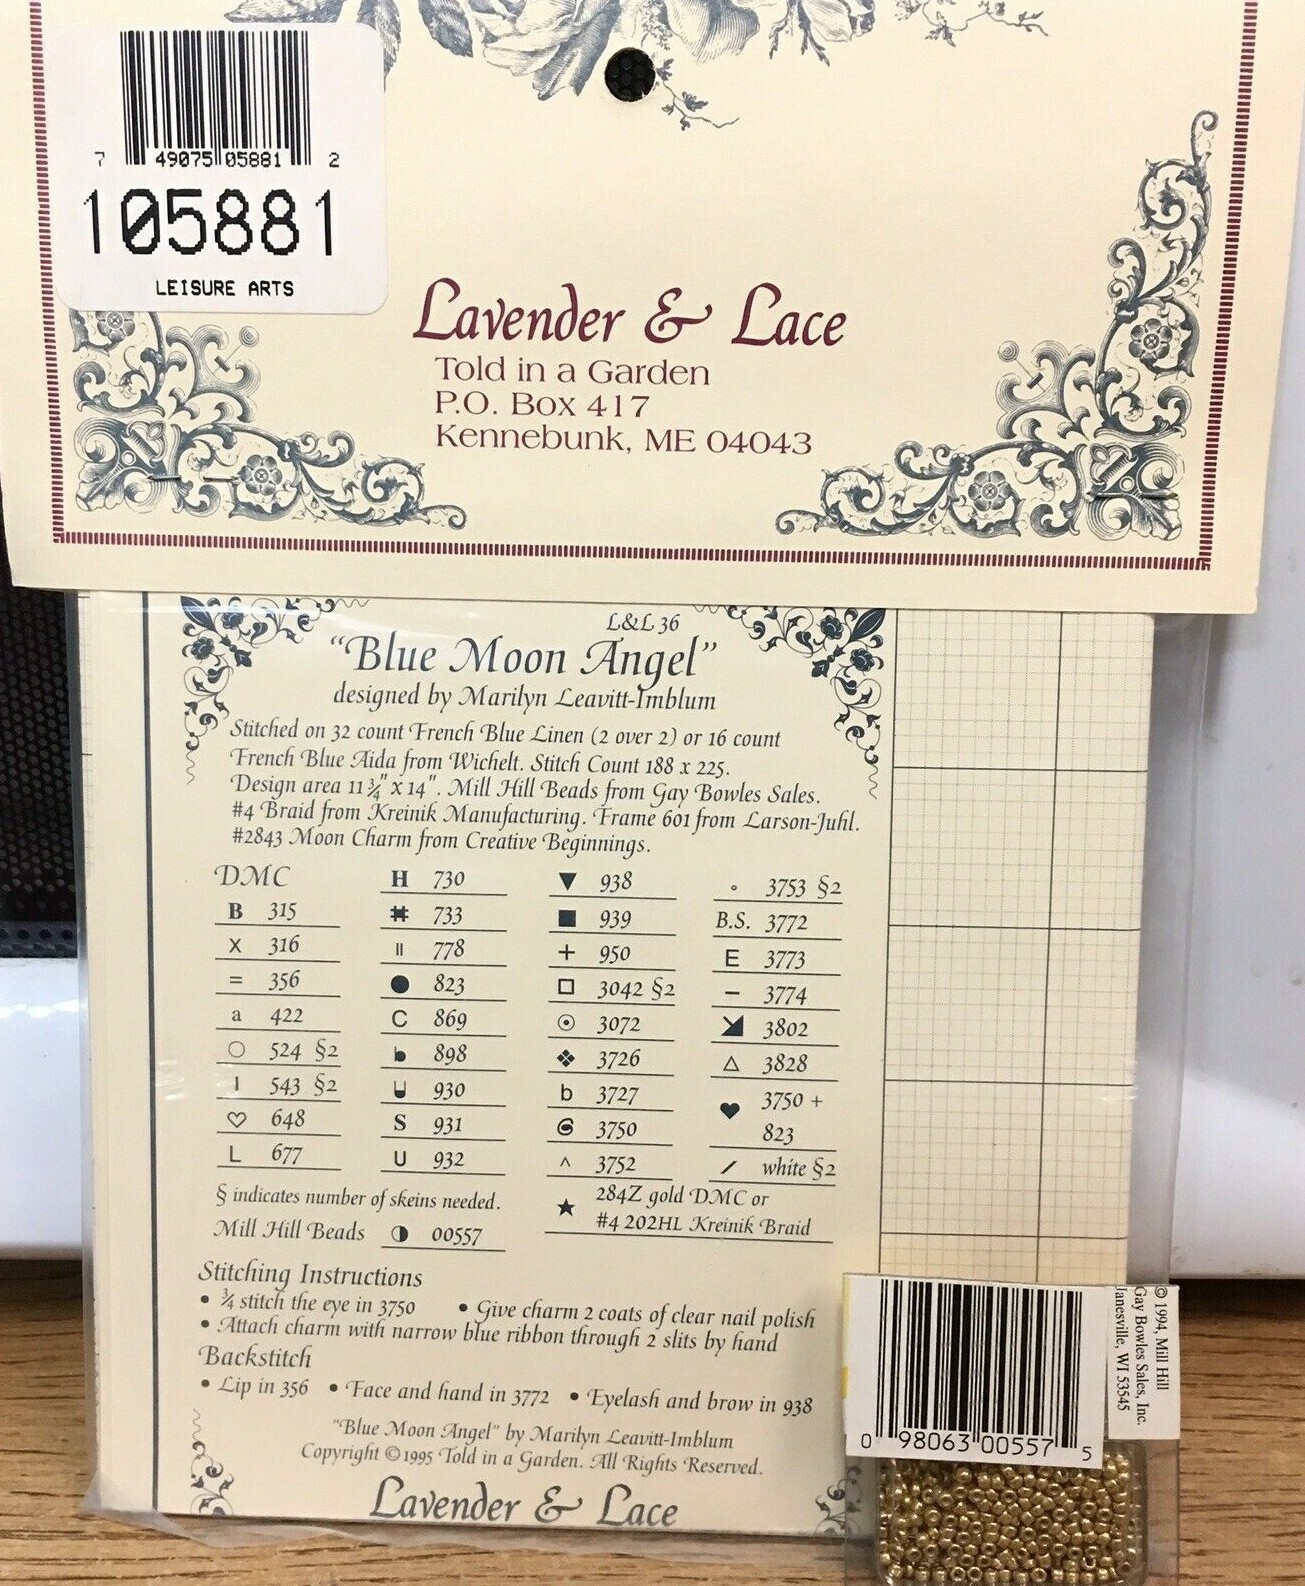 7 49075 05881 2
105881
LEISURE ARTS
Lavender & Lace
Told in a Garden
P.O. Box 417
Kennebunk, ME 04043
L&L 36
"Blue Moon Angel"
designed by Marilyn Leavitt-Imblum
Stitched on 32 count French Blue Linen (2 over 2) or 16 count
French Blue Aida from Wichelt. Stitch Count 188 x 225.
Design area 11¾" x 14". Mill Hill Beads from Gay Bowles Sales.
#4 Braid from Kreinik Manufacturing. Frame 601 from Larson-Juhl.
#2843 Moon Charm from Creative Beginnings.
DMC
B 315
X 316
= 356
a 422
○ 524 §2
I 543 §2
♡ 648
L 677
H 730
# 733
II 778
● 823
C 869
898
930
S 931
U 932
▼ 938
■ 939
+ 950
□ 3042 §2
⊙ 3072
❖ 3726
b 3727
3750
^ 3752
∘ 3753 §2
B.S. 3772
E 3773
– 3774
3802
△ 3828
♥ 3750 +
823
/ white §2
★ 284Z gold DMC or
#4 202HL Kreinik Braid
§ indicates number of skeins needed.
Mill Hill Beads ◑ 00557
Stitching Instructions
• ¾ stitch the eye in 3750 • Give charm 2 coats of clear nail polish
• Attach charm with narrow blue ribbon through 2 slits by hand
Backstitch
• Lip in 356 • Face and hand in 3772 • Eyelash and brow in 938
"Blue Moon Angel" by Marilyn Leavitt-Imblum
Copyright © 1995 Told in a Garden. All Rights Reserved.
Lavender & Lace
0 98063 00557 5
© 1994, Mill Hill
Gay Bowles Sales, Inc.
Janesville, WI 53545